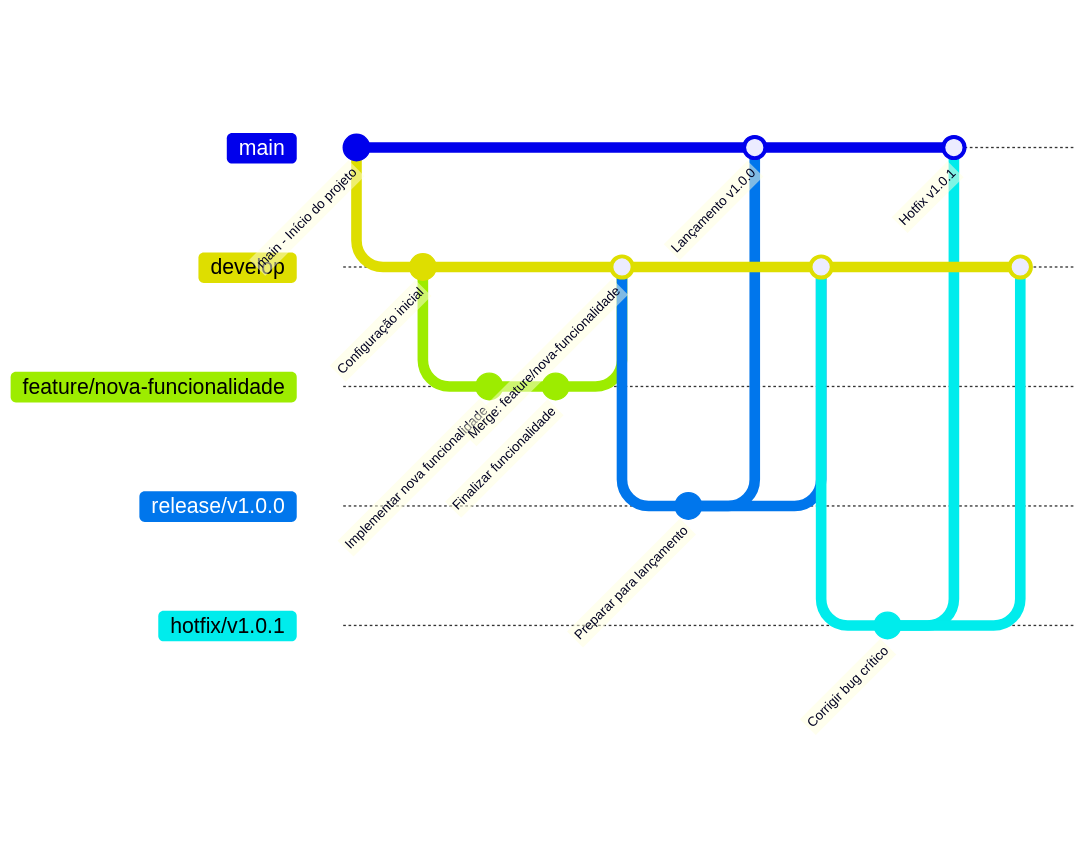 main
main - Início do projeto
Lançamento v1.0.0
Hotfix v1.0.1
develop
Configuração inicial
Merge: feature/nova-funcionalidade
feature/nova-funcionalidade
Implementar nova funcionalidade
Finalizar funcionalidade
release/v1.0.0
Preparar para lançamento
hotfix/v1.0.1
Corrigir bug crítico